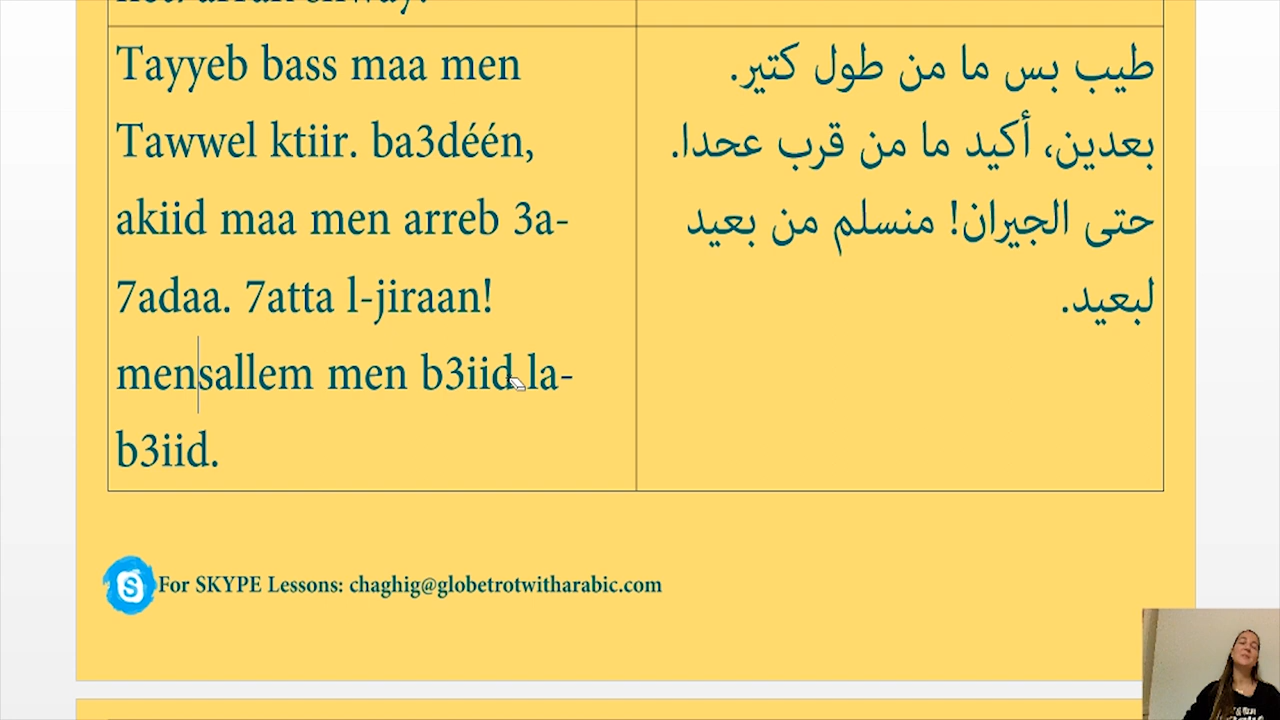 Tayyeb bass maa men
Tawwel ktiir. ba3déén,
akiid maa men arreb 3a-
7adaa. 7atta l-jiraan!
mensallem men b3iid la-
b3iid.
طيب بس ما من طول كتير.
بعدين، أكيد ما من قرب عحدا.
حتى الجيران! منسلم من بعيد
لبعيد.
For SKYPE Lessons: chaghig@globetrotwitharabic.com